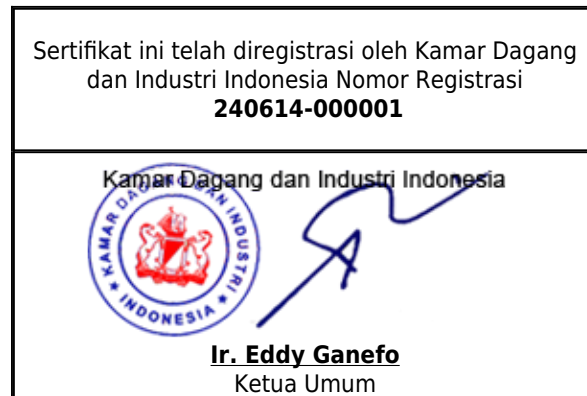 Sertifikat ini telah diregistrasi oleh Kamar Dagang
dan Industri Indonesia Nomor Registrasi
240614-000001
Kamar Dagang dan Industri Indonesia
KAMAR DAGANG DAN INDUSTRI
* INDONESIA *
Ir. Eddy Ganefo
Ketua Umum